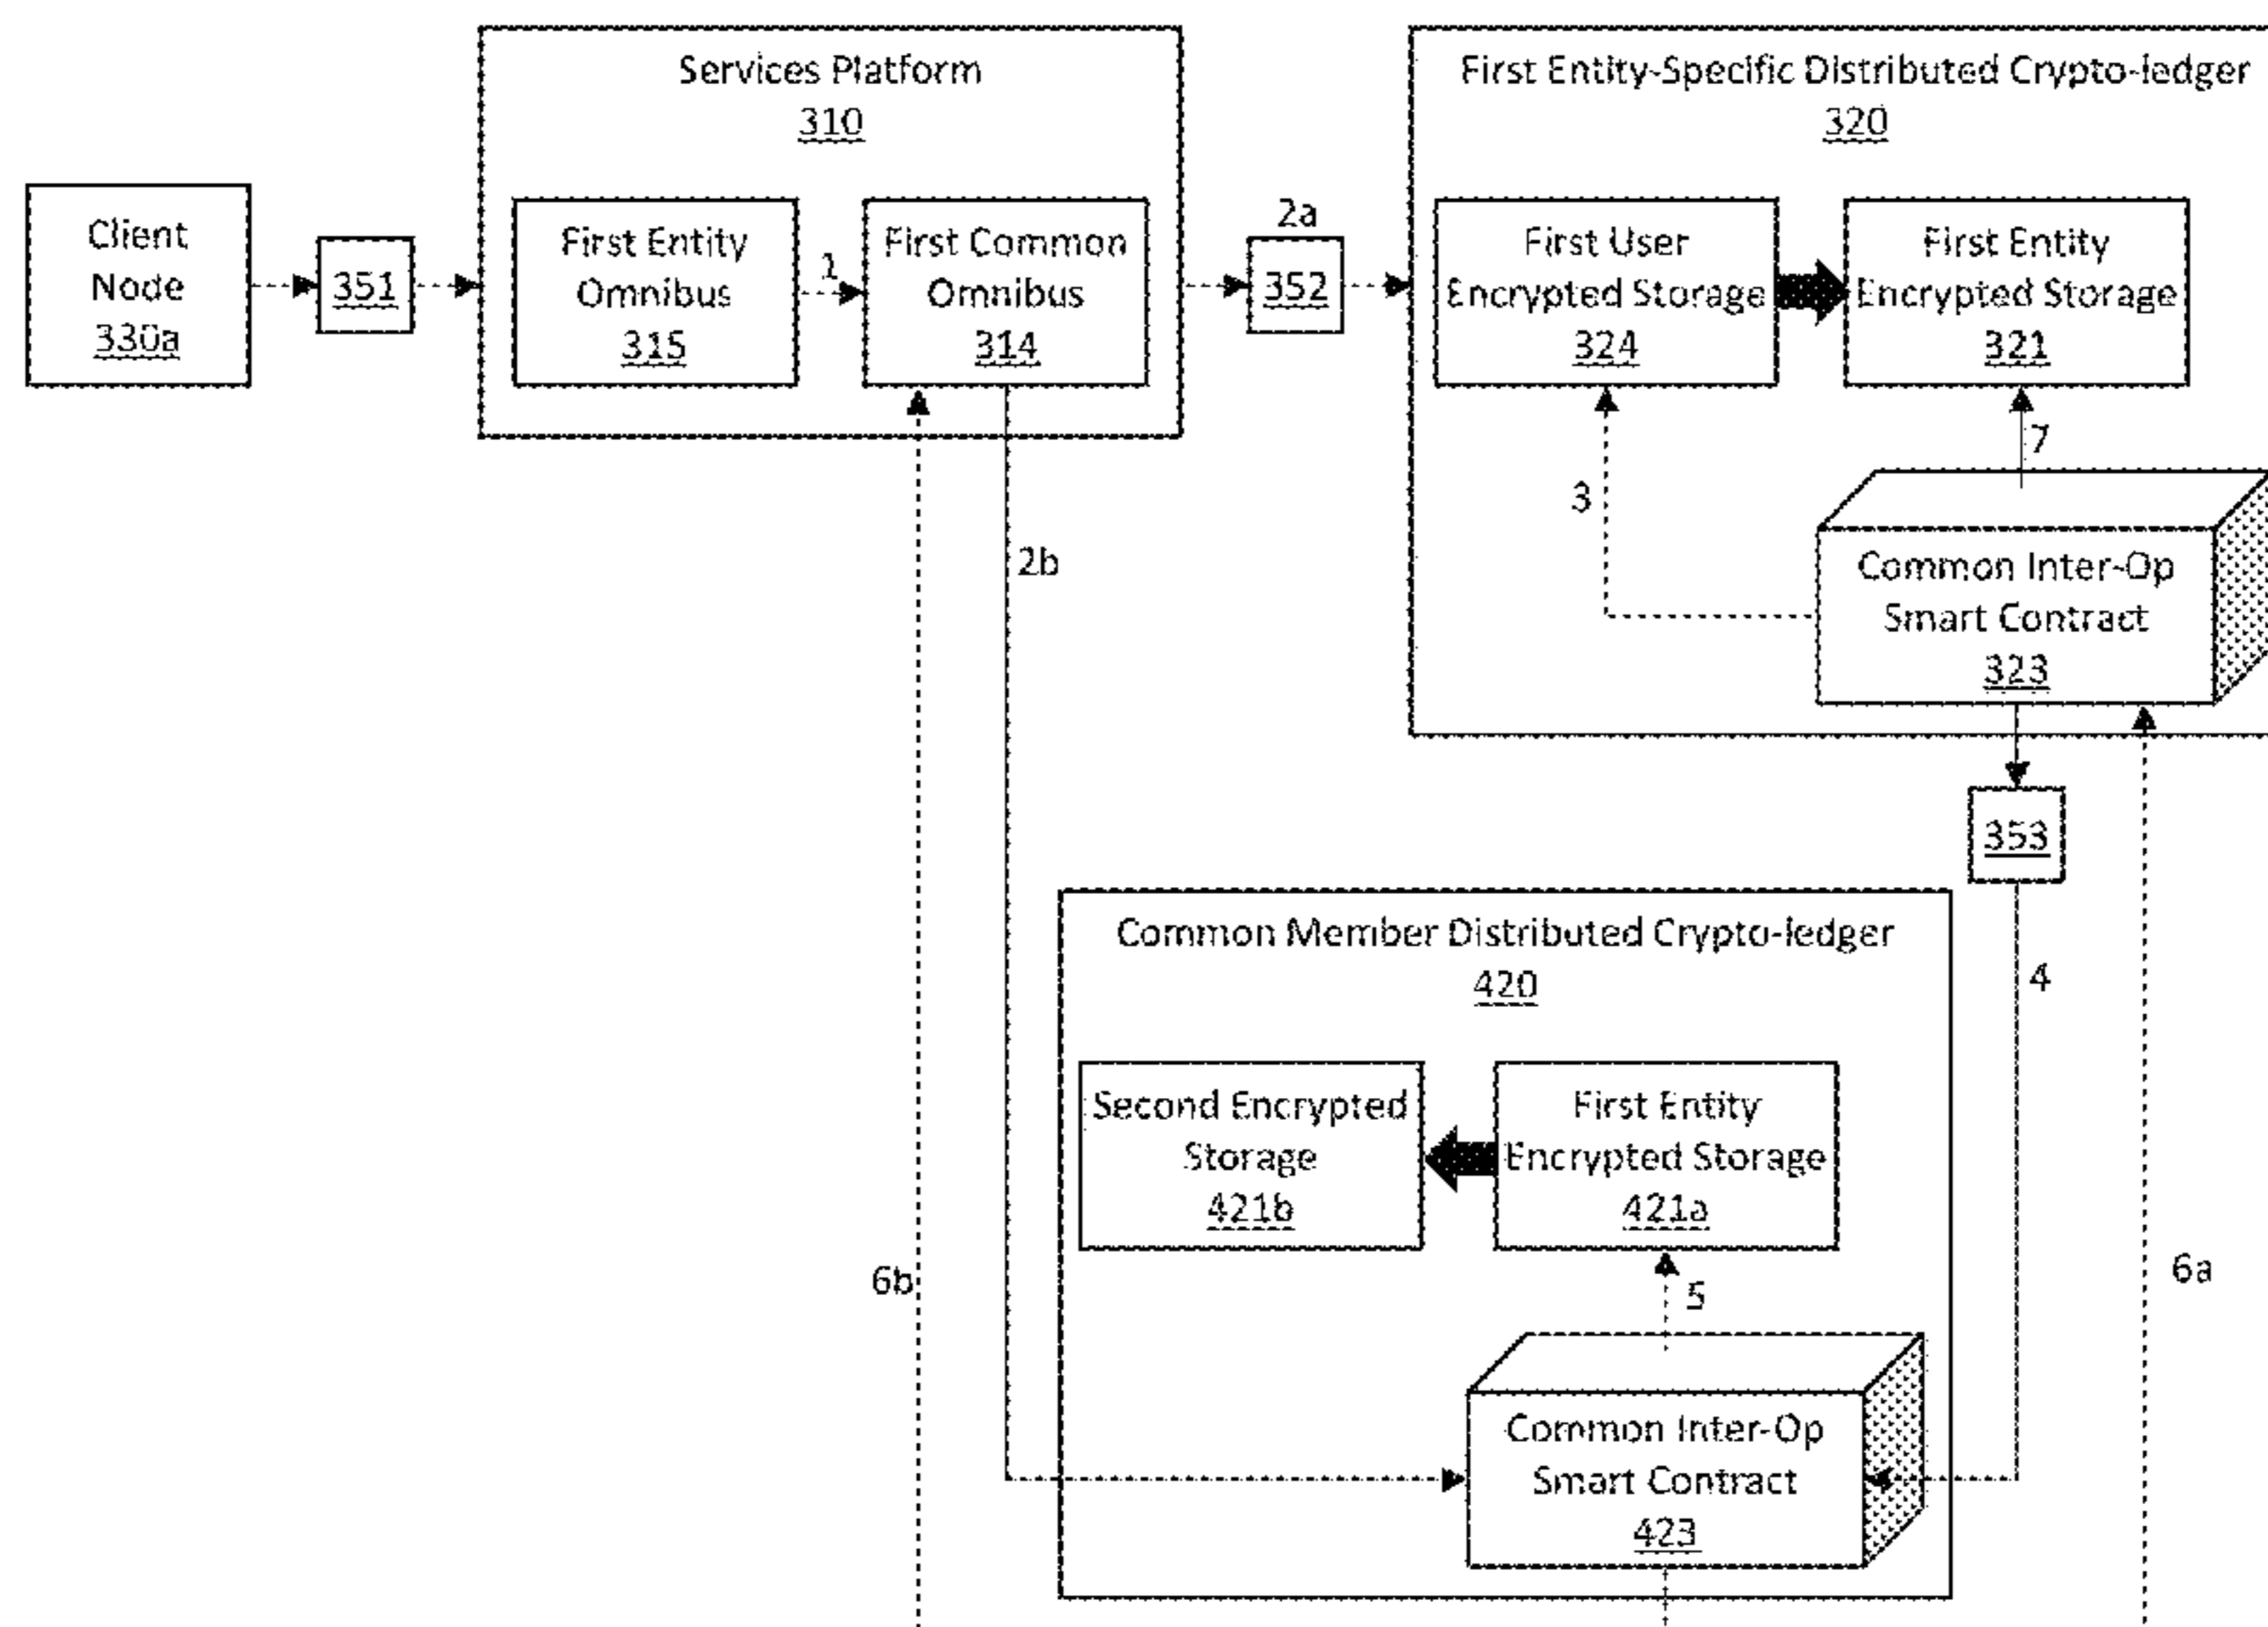 Services Platform
310
First Entity-Specific Distributed Crypto-ledger
320
Client
Node
330a
351
First Entity
Omnibus
315
1
First Common
Omnibus
314
2a
352
First User
Encrypted Storage
324
First Entity
Encrypted Storage
321
3
7
Common Inter-Op
Smart Contract
323
2b
353
Common Member Distributed Crypto-ledger
420
4
Second Encrypted
Storage
421b
First Entity
Encrypted Storage
421a
6b
5
6a
Common Inter-Op
Smart Contract
423